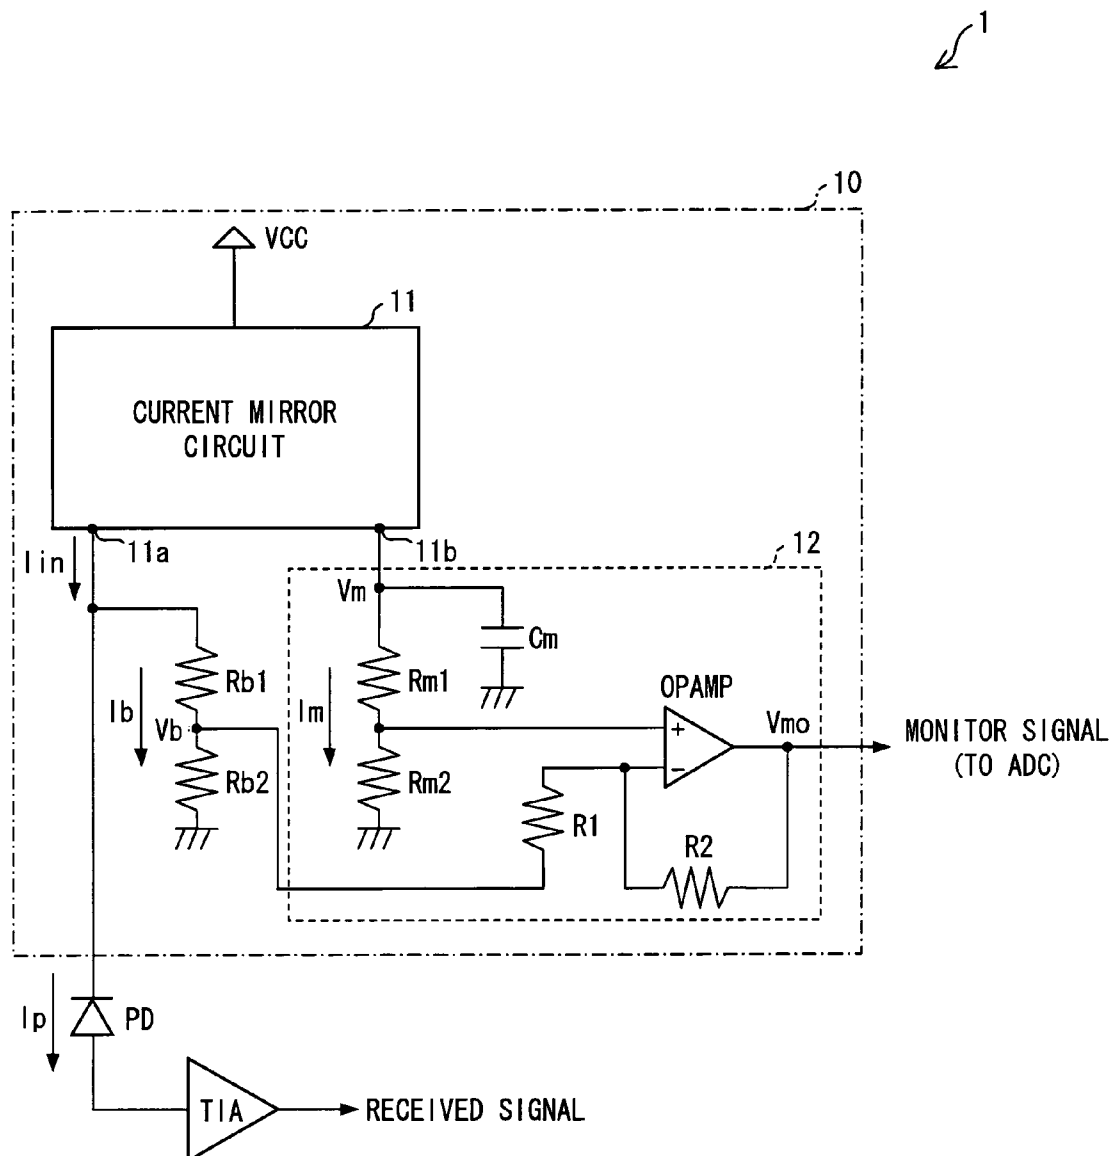 1
10
VCC
11
CURRENT MIRROR
CIRCUIT
11a
11b
12
Iin
Vm
Cm
Rb1
Rm1
OPAMP
Ib
Im
Vb
Vmo
+
MONITOR SIGNAL
(TO ADC)
−
Rb2
Rm2
R1
R2
Ip
PD
TIA
RECEIVED SIGNAL